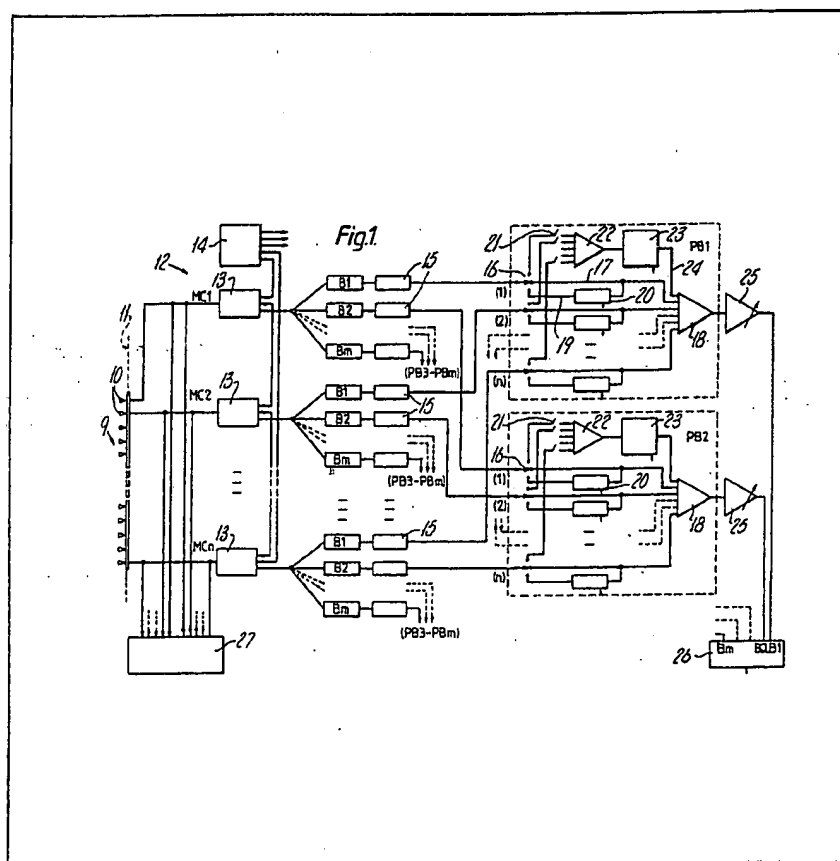 Fig.1.
14
12
13
MC1
11
10
9
B1
15
B2
Bm
(PB3-PBm)
MC2
13
B1
15
B2
Bm
(PB3-PBm)
MCn
13
B1
15
B2
Bm
(PB3-PBm)
27
21
22
23
PB1
16
17
24
25
(1)
20
(2)
19
18
(n)
21
22
23
PB2
16
(1)
20
(2)
18
25
(n)
26
Bm
B2
B1